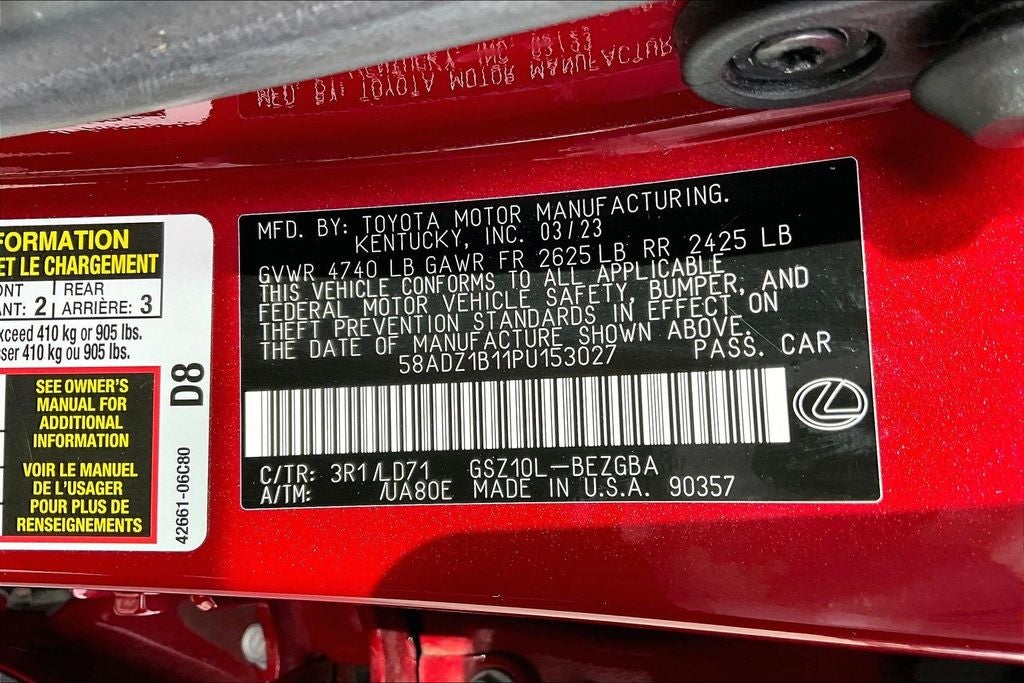 MFD. BY: TOYOTA MOTOR MANUFACTURING.
KENTUCKY, INC. 03/23
GVWR 4740 LB GAWR FR 2625 LB RR 2425 LB
THIS VEHICLE CONFORMS TO ALL APPLICABLE
FEDERAL MOTOR VEHICLE SAFETY, BUMPER, AND
THEFT PREVENTION STANDARDS IN EFFECT ON
THE DATE OF MANUFACTURE SHOWN ABOVE.
58ADZ1B11PU153027 PASS. CAR
C/TR: 3R1/LD71 GSZ10L-BEZGBA
A/TM: /UA80E MADE IN U.S.A. 90357
FORMATION
ET LE CHARGEMENT
REAR
2 ARRIÈRE: 3
410 kg or 905 lbs.
410 kg ou 905 lbs.
SEE OWNER'S
MANUAL FOR
ADDITIONAL
INFORMATION
VOIR LE MANUEL
DE L'USAGER
POUR PLUS DE
RENSEIGNEMENTS
D8
42661-06C80